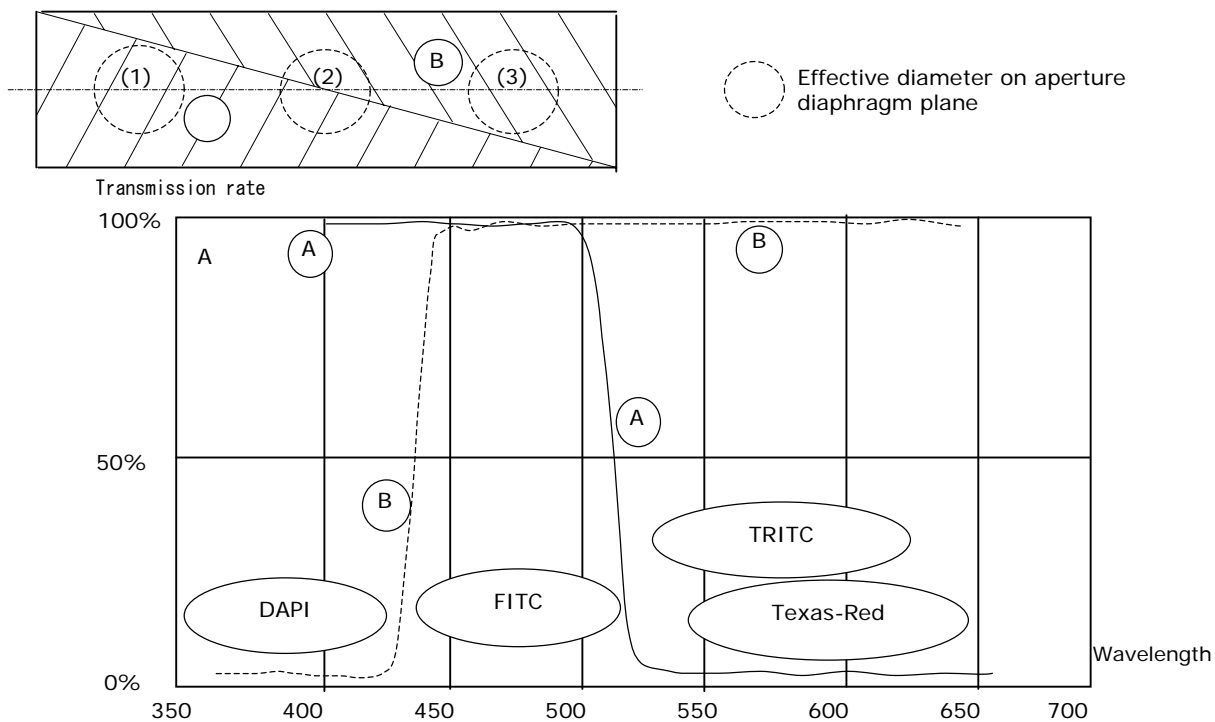 (1)
(2)
B
(3)
Effective diameter on aperture
diaphragm plane
Transmission rate
100%
A
A
B
A
50%
B
TRITC
DAPI
FITC
Texas-Red
Wavelength
0%
350 400 450 500 550 600 650 700